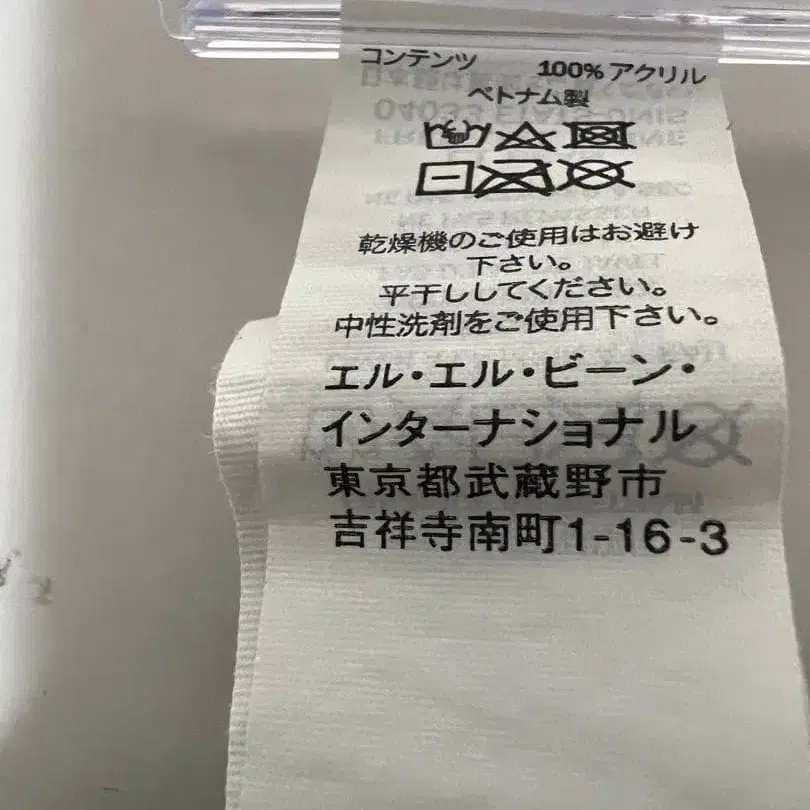 コンテンツ 100% アクリル
ベトナム製
乾燥機のご使用はお避け
下さい。
平干ししてください。
中性洗剤をご使用下さい。
エル・エル・ビーン・
インターナショナル
東京都武蔵野市
吉祥寺南町1-16-3